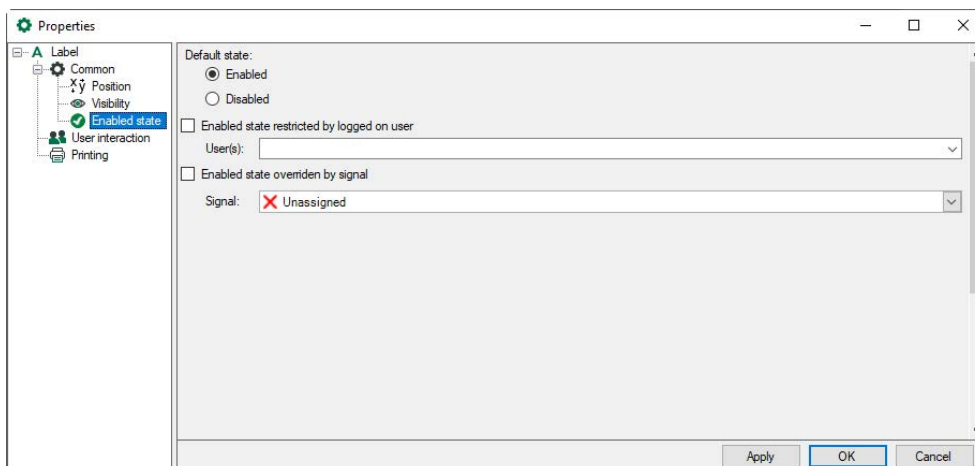 Properties
A Label
Common
Position
Visibility
Enabled state
User interaction
Printing
Default state:
Enabled
Disabled
Enabled state restricted by logged on user
User(s):
Enabled state overriden by signal
Signal: Unassigned
Apply OK Cancel